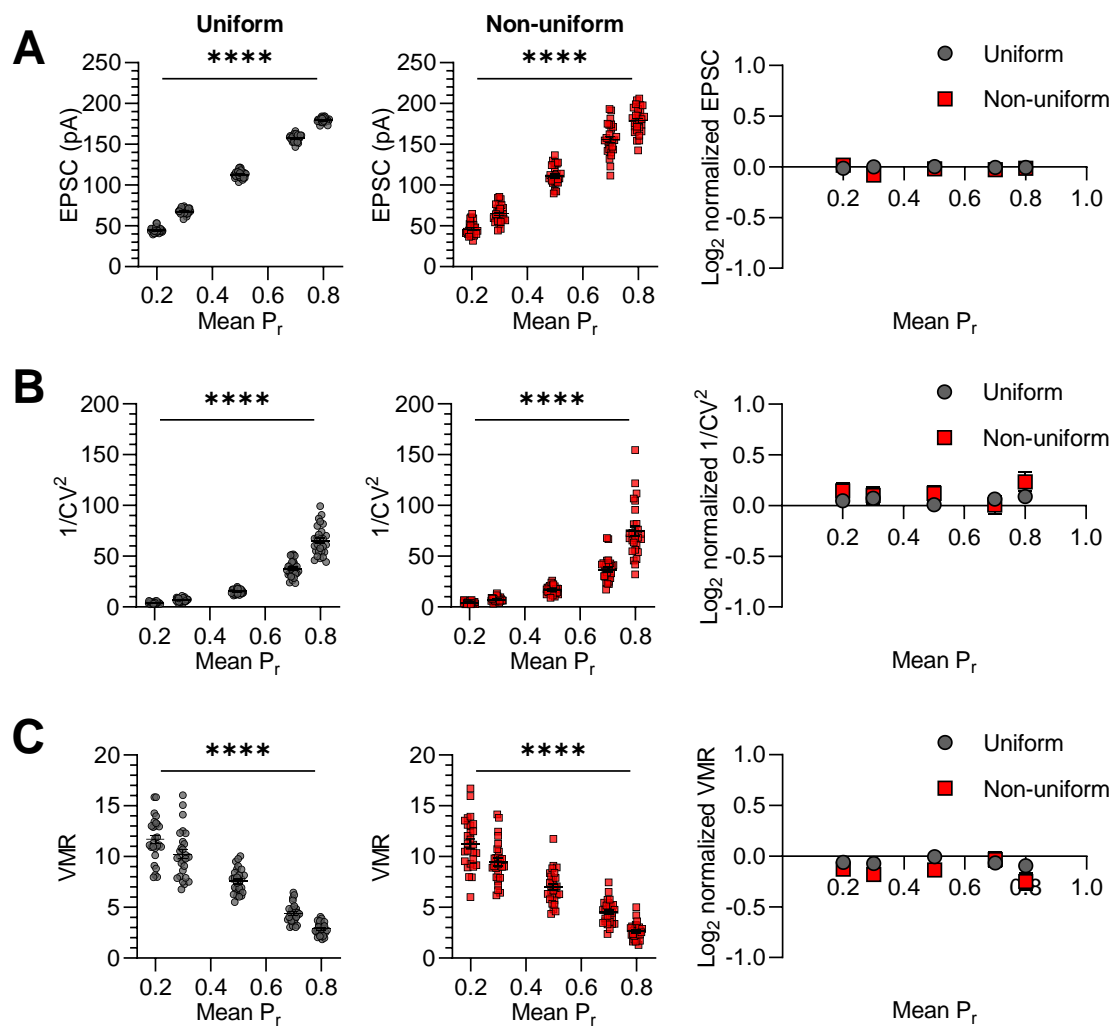 A
Uniform
****
EPSC (pA)
250
200
150
100
50
0
0.2 0.4 0.6 0.8
Mean Pr
Non-uniform
****
EPSC (pA)
250
200
150
100
50
0
0.2 0.4 0.6 0.8
Mean Pr
Uniform
Non-uniform
Log2 normalized EPSC
1.0
0.5
0.0
-0.5
-1.0
0.2 0.4 0.6 0.8 1.0
Mean Pr
B
****
1/CV2
200
150
100
50
0
0.2 0.4 0.6 0.8
Mean Pr
****
1/CV2
200
150
100
50
0
0.2 0.4 0.6 0.8
Mean Pr
Uniform
Non-uniform
Log2 normalized 1/CV2
1.0
0.5
0.0
-0.5
-1.0
0.2 0.4 0.6 0.8 1.0
Mean Pr
C
****
VMR
20
15
10
5
0
0.2 0.4 0.6 0.8
Mean Pr
****
VMR
20
15
10
5
0
0.2 0.4 0.6 0.8
Mean Pr
Uniform
Non-uniform
Log2 normalized VMR
1.0
0.5
0.0
-0.5
-1.0
0.2 0.4 0.6 0.8 1.0
Mean Pr